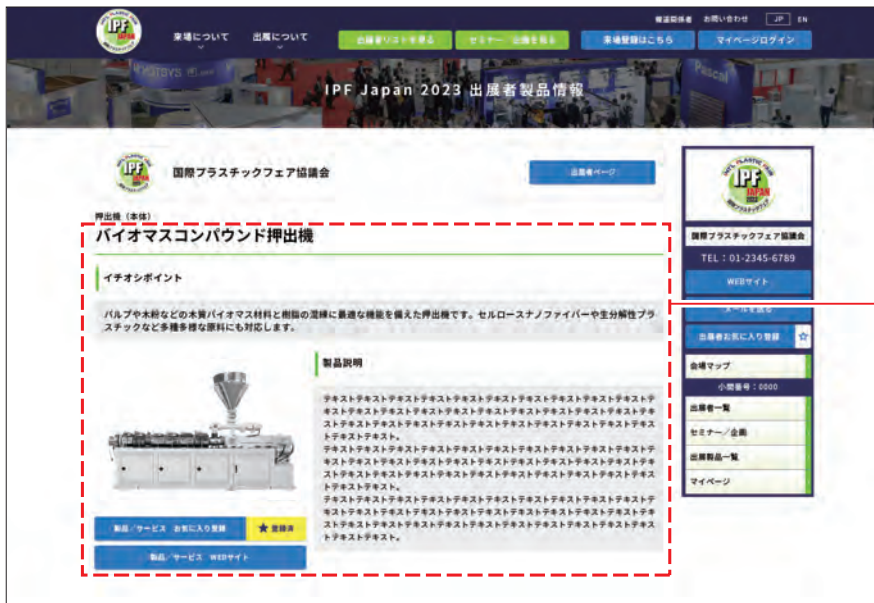 報道関係者 お問い合わせ JP EN
IPF JAPAN 来場について 出展について 出展者リストを見る セミナー／企画を見る 来場登録はこちら マイページログイン
IPF Japan 2023 出展者製品情報
Pascal
IPF JAPAN 国際プラスチックフェア協議会 出展者ページ
押出機（本体）
バイオマスコンパウンド押出機
イチオシポイント
パルプや木粉などの木質バイオマス材料と樹脂の混練に最適な機能を備えた押出機です。セルロースナノファイバーや生分解性プラ
スチックなど多種多様な原料にも対応します。
製品説明
テキストテキストテキストテキストテキストテキストテキストテキストテキストテ
キストテキストテキストテキストテキストテキストテキストテキストテキストテキ
ストテキストテキストテキストテキストテキストテキストテキストテキストテキス
トテキストテキスト。
テキストテキストテキストテキストテキストテキストテキストテキストテキストテ
キストテキストテキストテキストテキストテキストテキストテキストテキストテキ
ストテキストテキストテキストテキストテキストテキストテキストテキストテキス
トテキストテキスト。
テキストテキストテキストテキストテキストテキストテキストテキストテキストテ
キストテキストテキストテキストテキストテキストテキストテキストテキストテキ
ストテキストテキストテキストテキストテキストテキストテキストテキストテキス
トテキストテキスト。
製品／サービス お気に入り登録 ★ 登録済
製品／サービス WEBサイト
IPF JAPAN
国際プラスチックフェア協議会
TEL：01-2345-6789
WEBサイト
メールを送る
出展者お気に入り登録 ☆
会場マップ
小間番号：0000
出展者一覧
セミナー／企画
出展製品一覧
マイページ